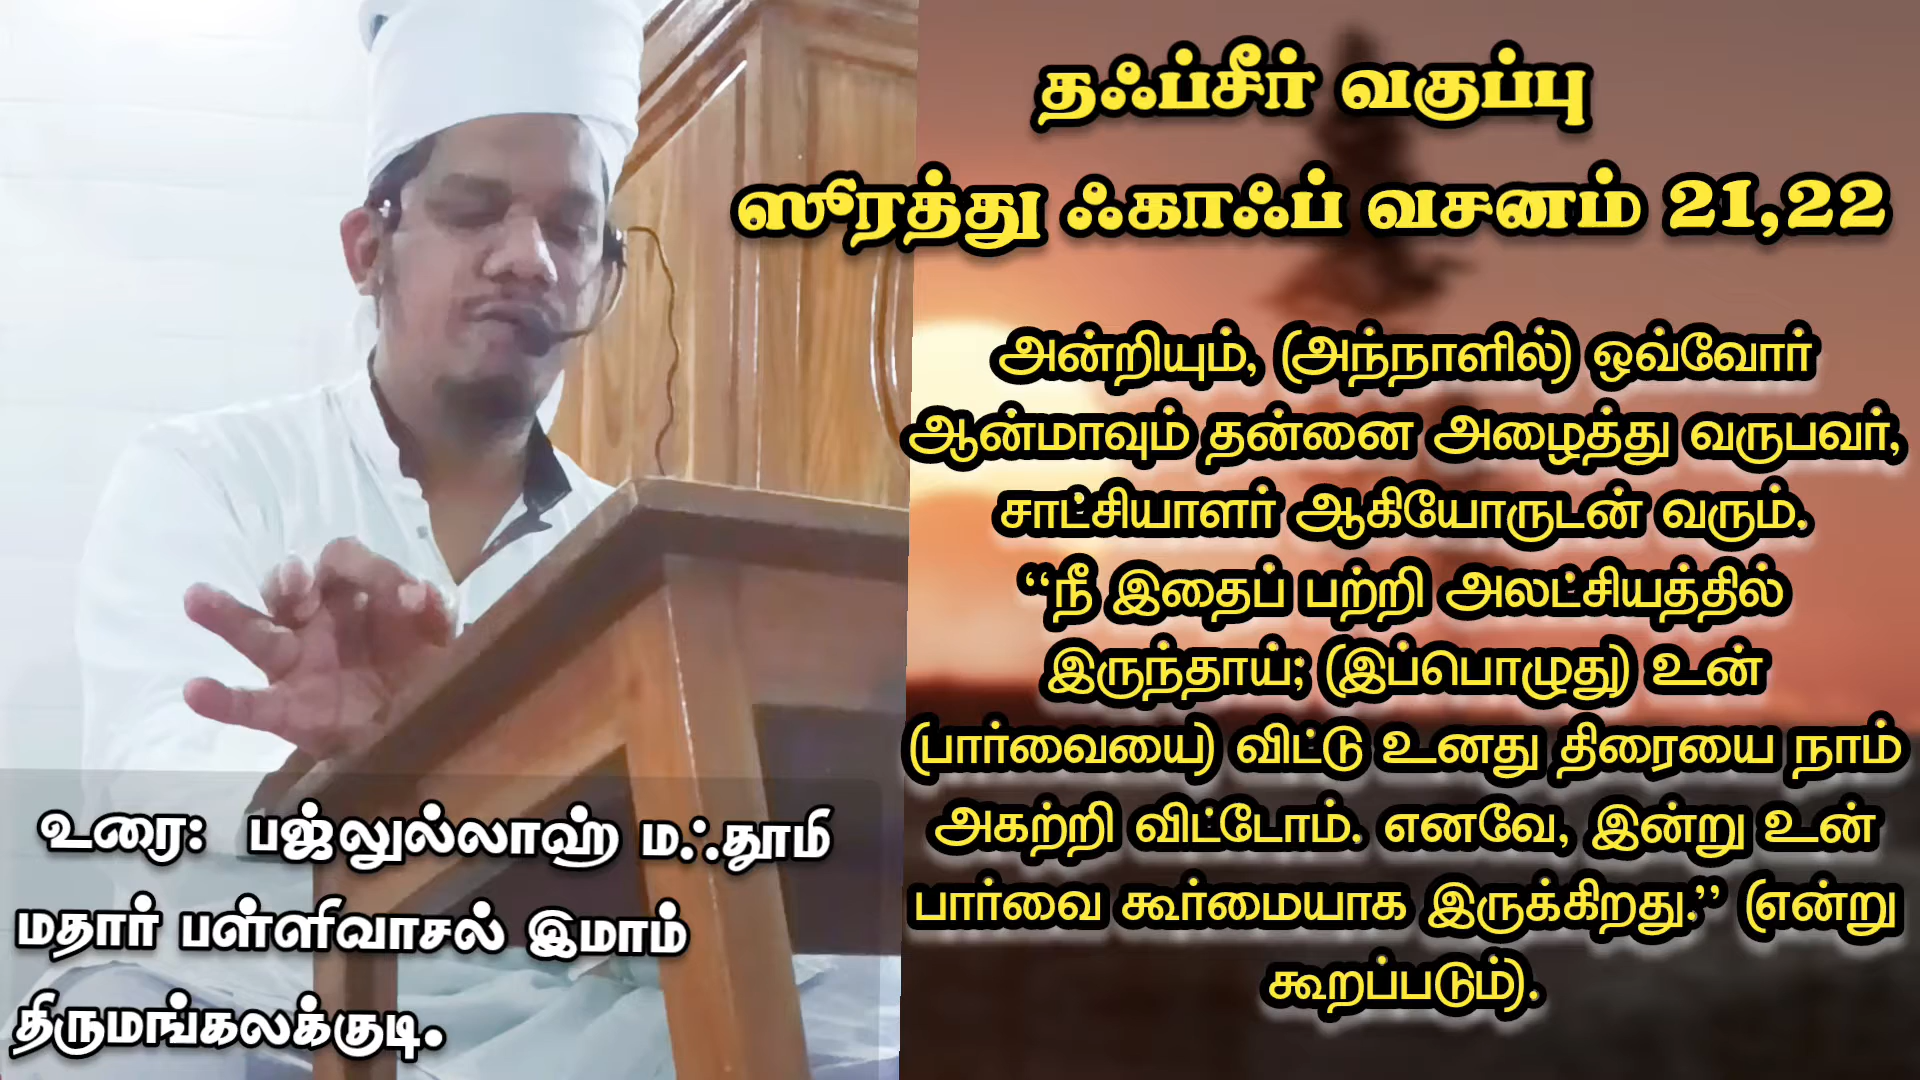 தஃப்சீர் வகுப்பு
ஸூரத்து ஃகாஃப் வசனம் 21,22
அன்றியும், (அந்நாளில்) ஒவ்வோர்
ஆன்மாவும் தன்னை அழைத்து வருபவர்,
சாட்சியாளர் ஆகியோருடன் வரும்.
“நீ இதைப் பற்றி அலட்சியத்தில்
இருந்தாய்; (இப்பொழுது) உன்
(பார்வையை) விட்டு உனது திரையை நாம்
அகற்றி விட்டோம். எனவே, இன்று உன்
பார்வை கூர்மையாக இருக்கிறது.” (என்று
கூறப்படும்).
உரை: பஜ்லுல்லாஹ் மஃதூமி
மதார் பள்ளிவாசல் இமாம்
திருமங்கலக்குடி.